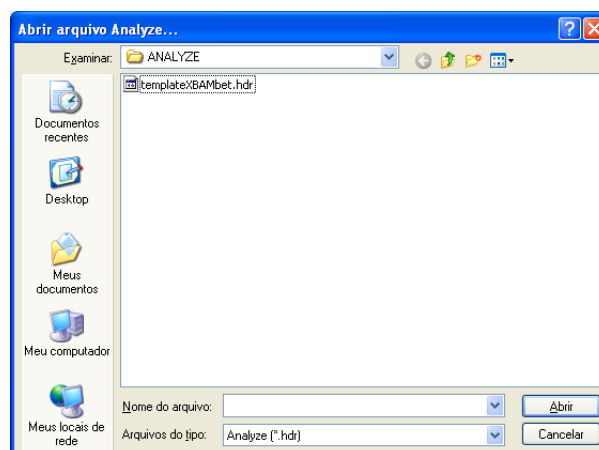 Abrir arquivo Analyze...
Examinar:
ANALYZE
templateXBAMbet.hdr
Documentos
recentes
Desktop
Meus
documentos
Meu computador
Meus locais de
rede
Nome do arquivo:
Abrir
Arquivos do tipo:
Analyze (*.hdr)
Cancelar